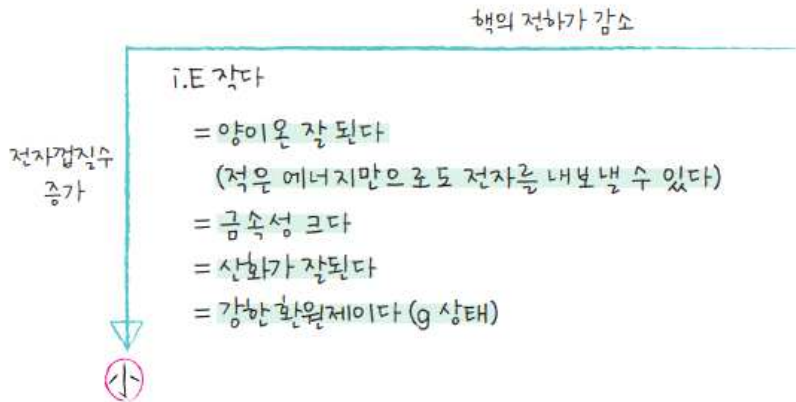 핵의 전하가 감소
i.E 작다
= 양이온 잘 된다
(적은 에너지만으로도 전자를 내보낼 수 있다)
전자껍질수
증가
= 금속성 크다
= 산화가 잘된다
= 강한 환원제이다 (g 상태)
小